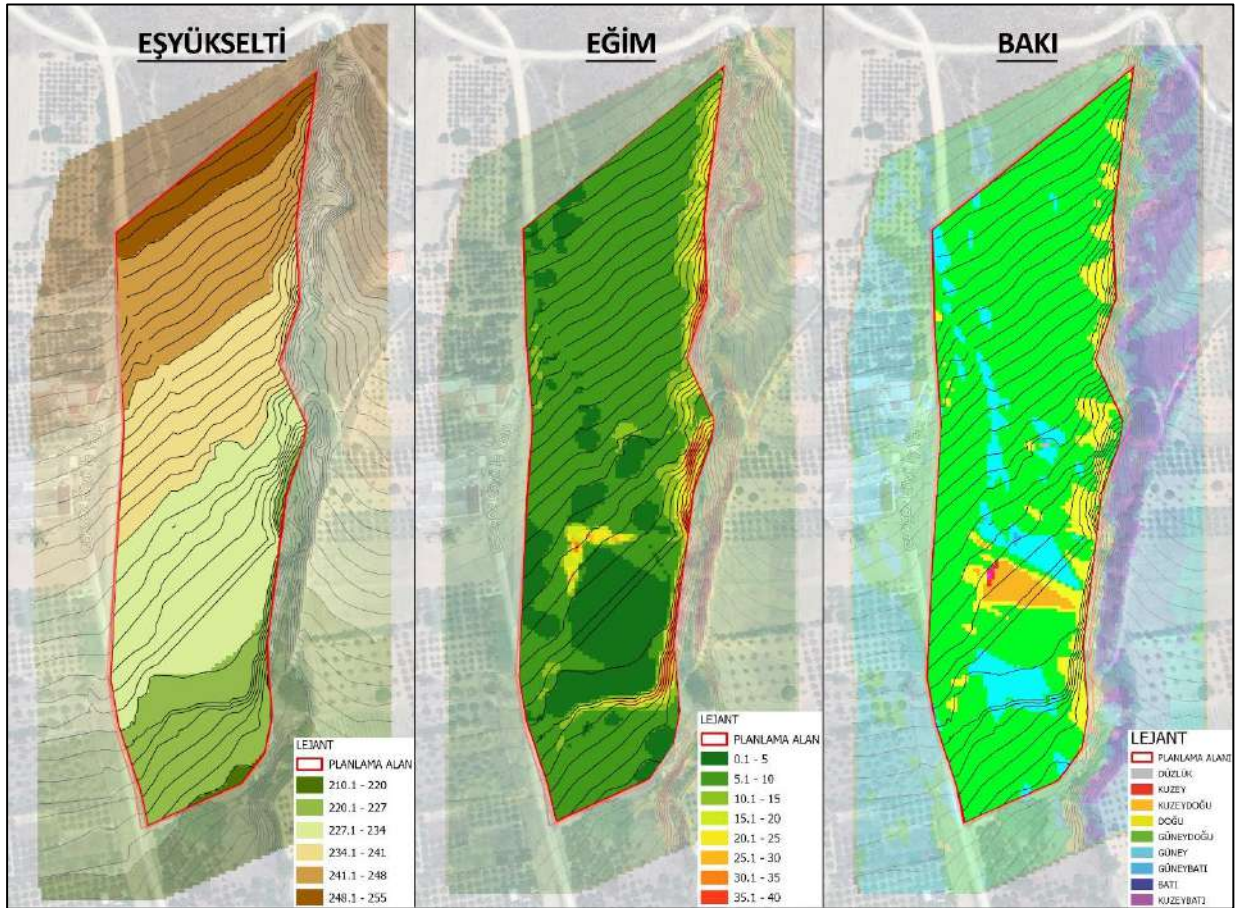 EŞYÜKSELTİ
LEJANT
PLANLAMA ALAN
210.1 - 220
220.1 - 227
227.1 - 234
234.1 - 241
241.1 - 248
248.1 - 255
EĞİM
LEJANT
PLANLAMA ALAN
0.1 - 5
5.1 - 10
10.1 - 15
15.1 - 20
20.1 - 25
25.1 - 30
30.1 - 35
35.1 - 40
BAKI
LEJANT
PLANLAMA ALANI
DÜZLÜK
KUZEY
KUZEYDOĞU
DOĞU
GÜNEYDOĞU
GÜNEY
GÜNEYBATI
BATI
KUZEYBATI